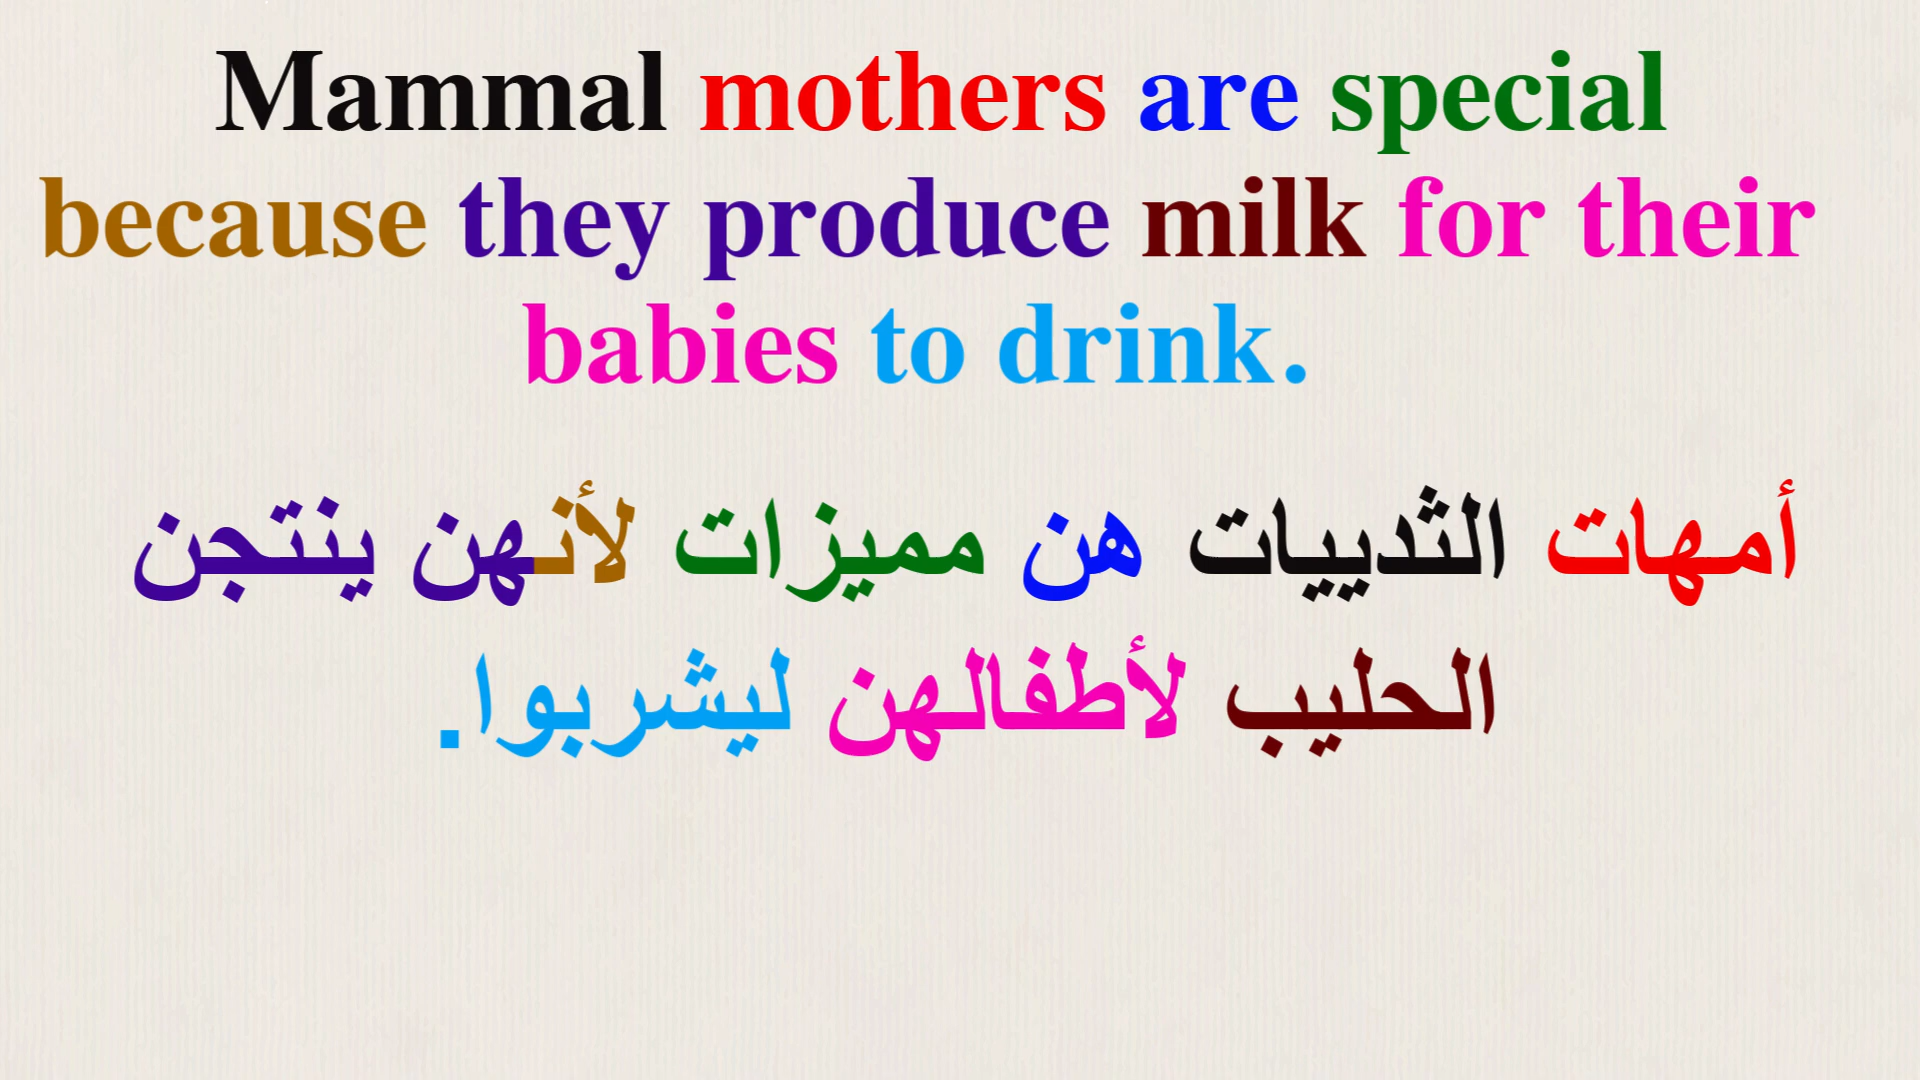 Mammal mothers are special
because they produce milk for their
babies to drink.
أمهات الثدييات هن مميزات لأنهن ينتجن
الحليب لأطفالهن ليشربوا.